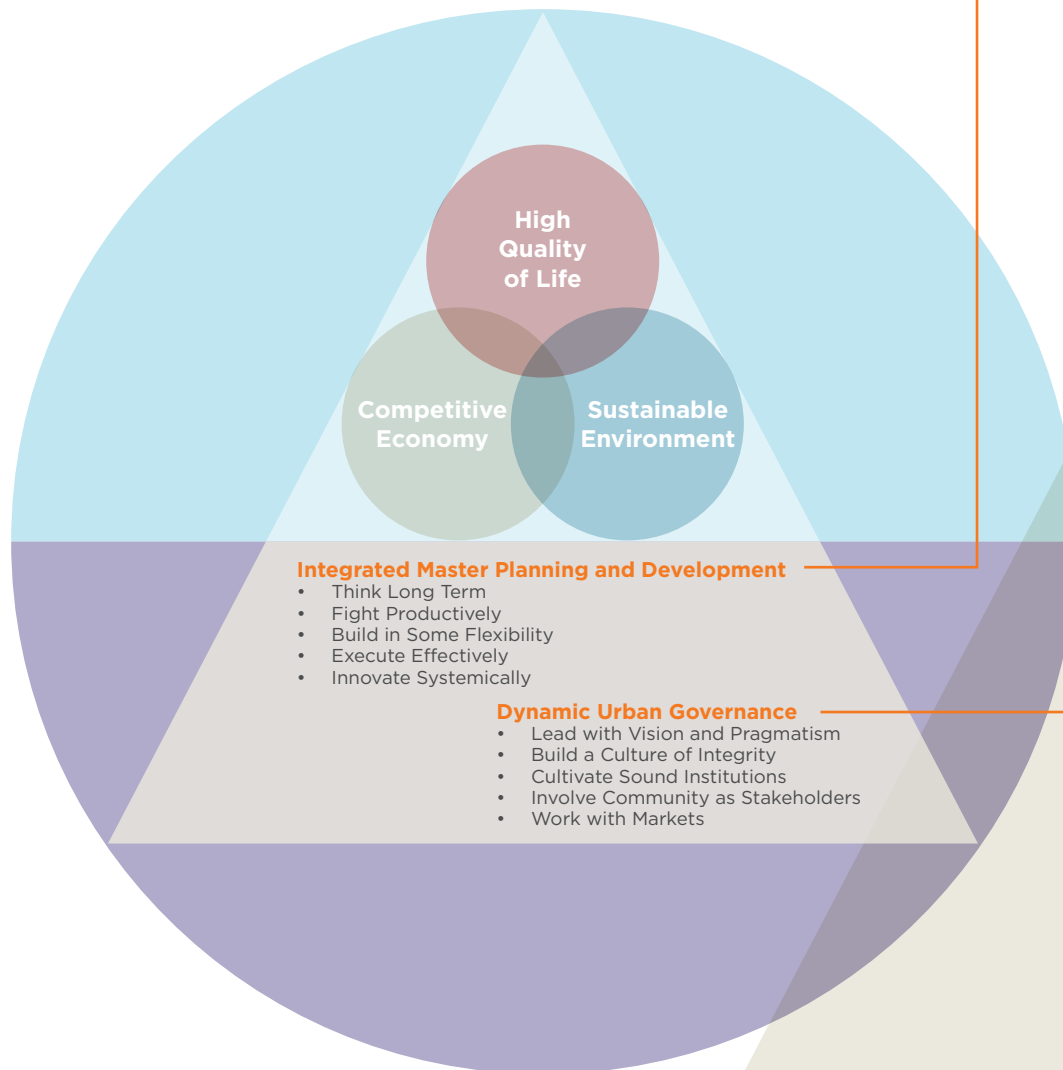 High
Quality
of Life
Competitive
Economy
Sustainable
Environment
Integrated Master Planning and Development
• Think Long Term
• Fight Productively
• Build in Some Flexibility
• Execute Effectively
• Innovate Systemically
Dynamic Urban Governance
• Lead with Vision and Pragmatism
• Build a Culture of Integrity
• Cultivate Sound Institutions
• Involve Community as Stakeholders
• Work with Markets